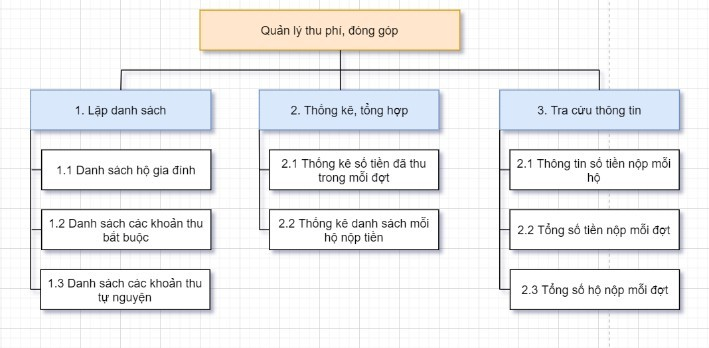 Quản lý thu phí, đóng góp
1. Lập danh sách
2. Thống kê, tổng hợp
3. Tra cứu thông tin
1.1 Danh sách hộ gia đình
2.1 Thống kê số tiền đã thu
trong mỗi đợt
2.1 Thông tin số tiền nộp mỗi
hộ
1.2 Danh sách các khoản thu
bắt buộc
2.2 Thống kê danh sách mỗi
hộ nộp tiền
2.2 Tổng số tiền nộp mỗi đợt
1.3 Danh sách các khoản thu
tự nguyện
2.3 Tổng số hộ nộp mỗi đợt